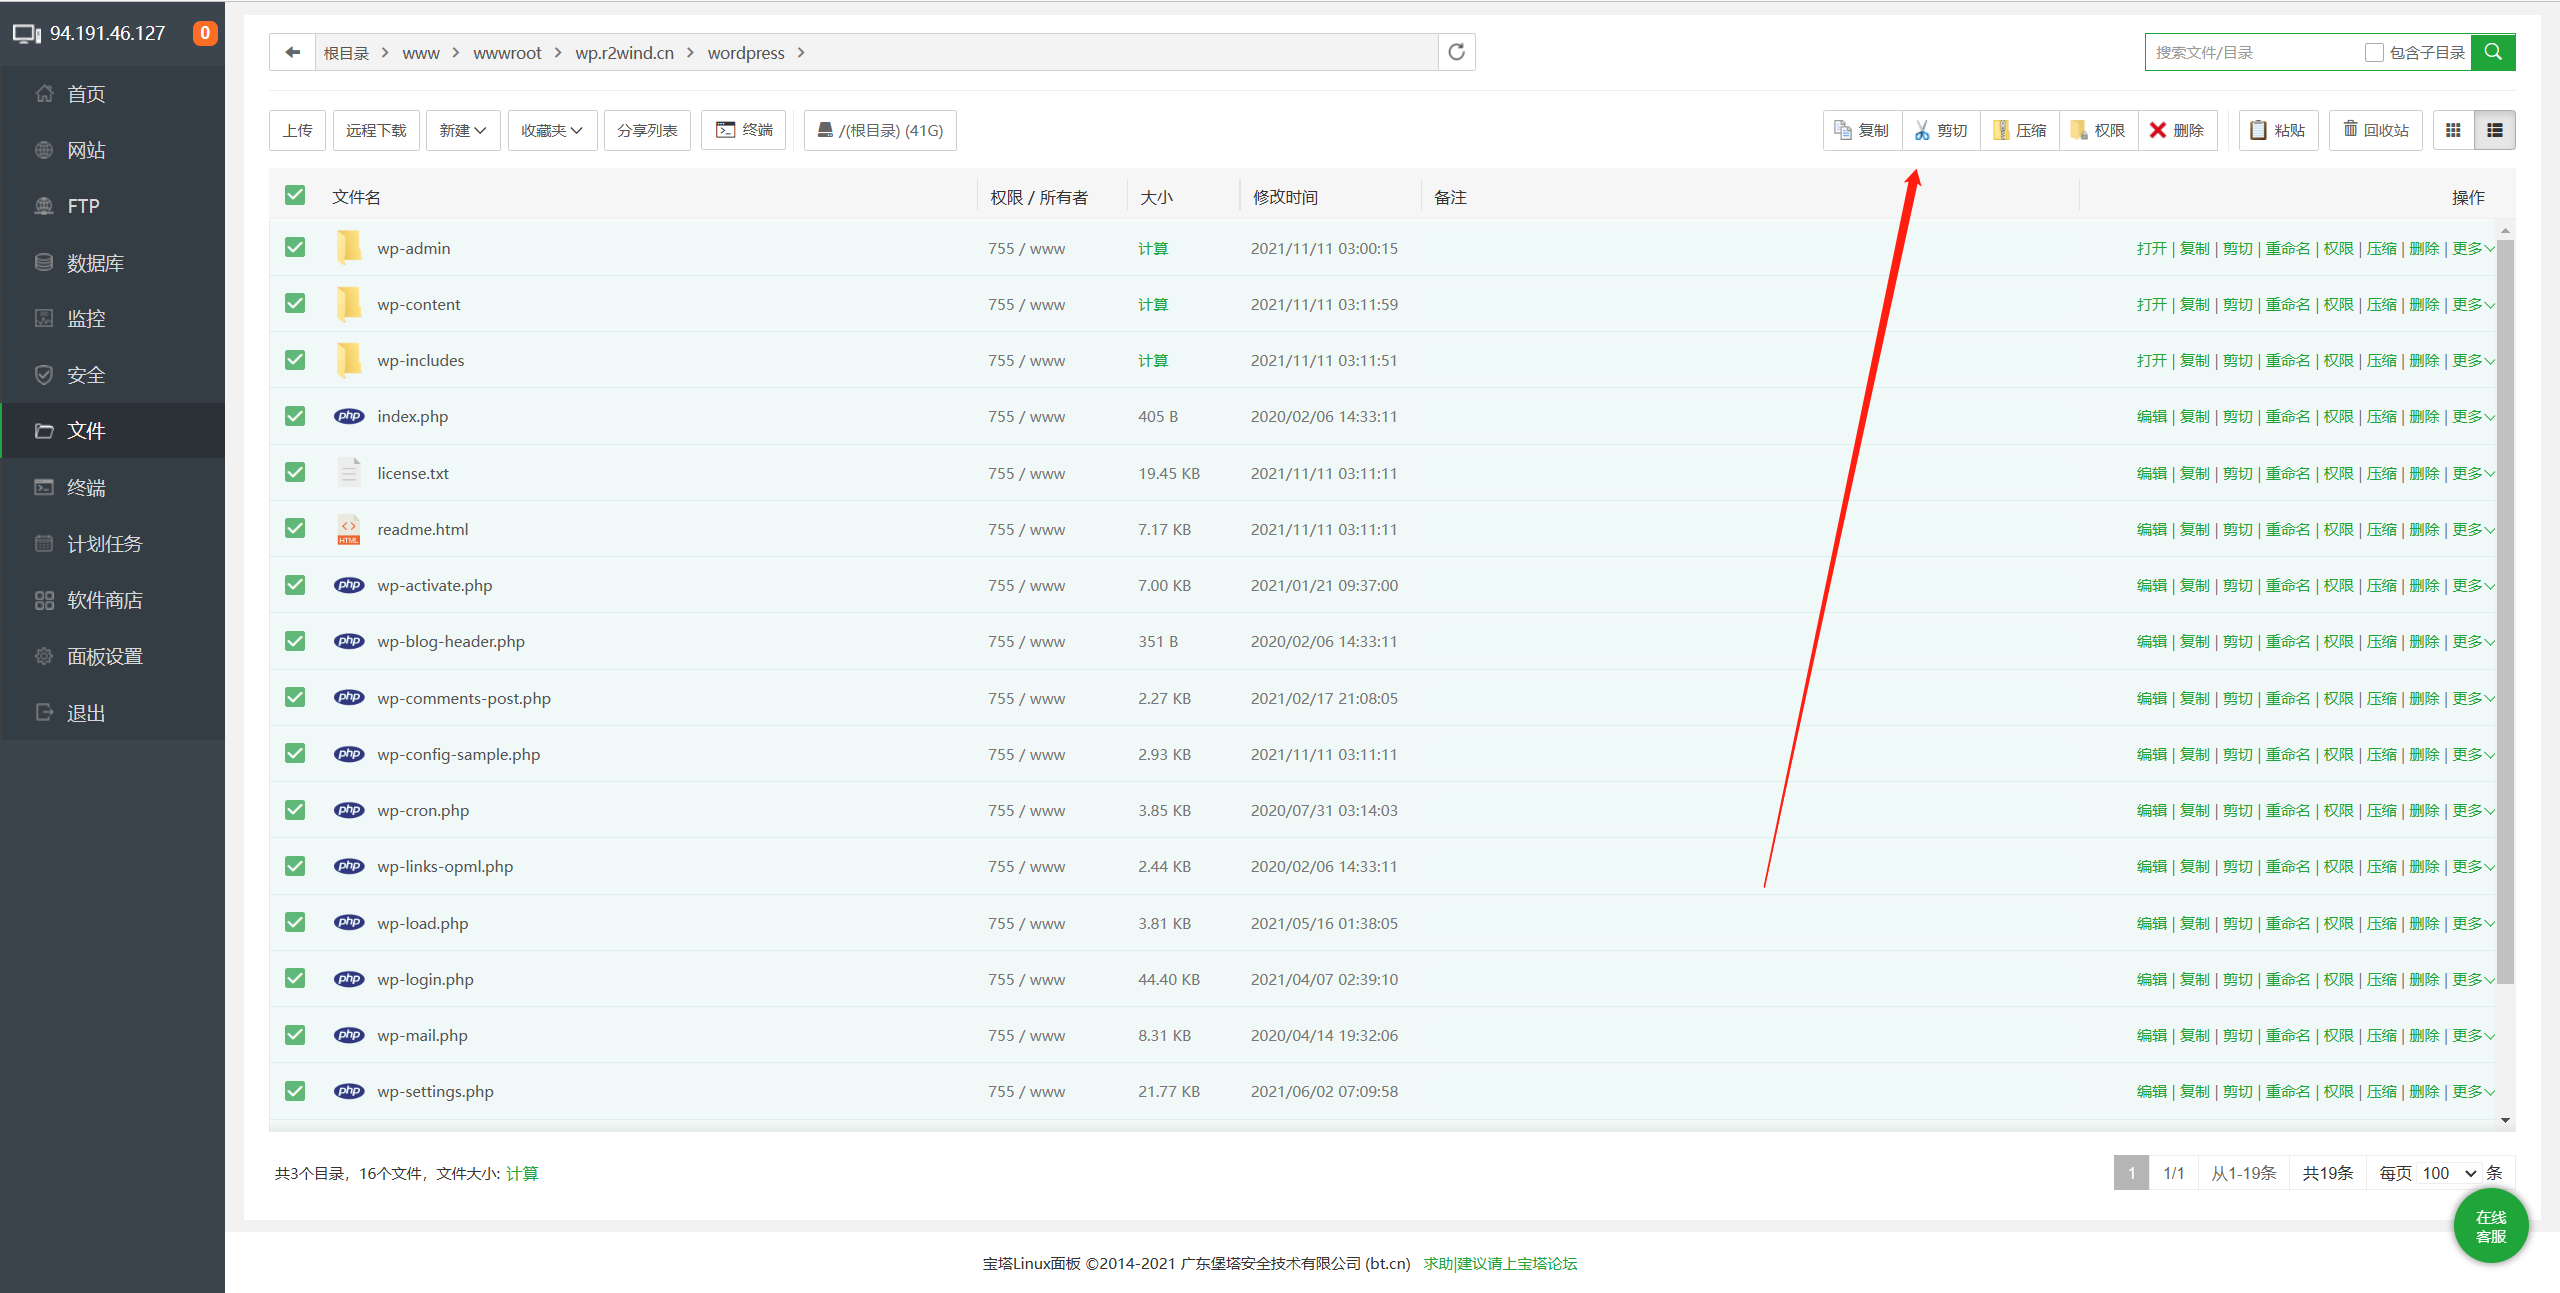 94.191.46.127 0
首页
网站
FTP
数据库
监控
安全
文件
终端
计划任务
软件商店
面板设置
退出
根目录 www wwwroot wp.r2wind.cn wordpress
搜索文件/目录 包含子目录
上传 远程下载 新建 收藏夹 分享列表 终端 /(根目录) (41G) 复制 剪切 压缩 权限 删除 粘贴 回收站
文件名 权限 / 所有者 大小 修改时间 备注 操作
wp-admin 755 / www 计算 2021/11/11 03:00:15 打开 | 复制 | 剪切 | 重命名 | 权限 | 压缩 | 删除 | 更多
wp-content 755 / www 计算 2021/11/11 03:11:59 打开 | 复制 | 剪切 | 重命名 | 权限 | 压缩 | 删除 | 更多
wp-includes 755 / www 计算 2021/11/11 03:11:51 打开 | 复制 | 剪切 | 重命名 | 权限 | 压缩 | 删除 | 更多
php index.php 755 / www 405 B 2020/02/06 14:33:11 编辑 | 复制 | 剪切 | 重命名 | 权限 | 压缩 | 删除 | 更多
license.txt 755 / www 19.45 KB 2021/11/11 03:11:11 编辑 | 复制 | 剪切 | 重命名 | 权限 | 压缩 | 删除 | 更多
HTML readme.html 755 / www 7.17 KB 2021/11/11 03:11:11 编辑 | 复制 | 剪切 | 重命名 | 权限 | 压缩 | 删除 | 更多
php wp-activate.php 755 / www 7.00 KB 2021/01/21 09:37:00 编辑 | 复制 | 剪切 | 重命名 | 权限 | 压缩 | 删除 | 更多
php wp-blog-header.php 755 / www 351 B 2020/02/06 14:33:11 编辑 | 复制 | 剪切 | 重命名 | 权限 | 压缩 | 删除 | 更多
php wp-comments-post.php 755 / www 2.27 KB 2021/02/17 21:08:05 编辑 | 复制 | 剪切 | 重命名 | 权限 | 压缩 | 删除 | 更多
php wp-config-sample.php 755 / www 2.93 KB 2021/11/11 03:11:11 编辑 | 复制 | 剪切 | 重命名 | 权限 | 压缩 | 删除 | 更多
php wp-cron.php 755 / www 3.85 KB 2020/07/31 03:14:03 编辑 | 复制 | 剪切 | 重命名 | 权限 | 压缩 | 删除 | 更多
php wp-links-opml.php 755 / www 2.44 KB 2020/02/06 14:33:11 编辑 | 复制 | 剪切 | 重命名 | 权限 | 压缩 | 删除 | 更多
php wp-load.php 755 / www 3.81 KB 2021/05/16 01:38:05 编辑 | 复制 | 剪切 | 重命名 | 权限 | 压缩 | 删除 | 更多
php wp-login.php 755 / www 44.40 KB 2021/04/07 02:39:10 编辑 | 复制 | 剪切 | 重命名 | 权限 | 压缩 | 删除 | 更多
php wp-mail.php 755 / www 8.31 KB 2020/04/14 19:32:06 编辑 | 复制 | 剪切 | 重命名 | 权限 | 压缩 | 删除 | 更多
php wp-settings.php 755 / www 21.77 KB 2021/06/02 07:09:58 编辑 | 复制 | 剪切 | 重命名 | 权限 | 压缩 | 删除 | 更多
共3个目录，16个文件，文件大小: 计算 1 1/1 从1-19条 共19条 每页 100 条
在线
客服
宝塔Linux面板 ©2014-2021 广东堡塔安全技术有限公司 (bt.cn) 求助|建议请上宝塔论坛